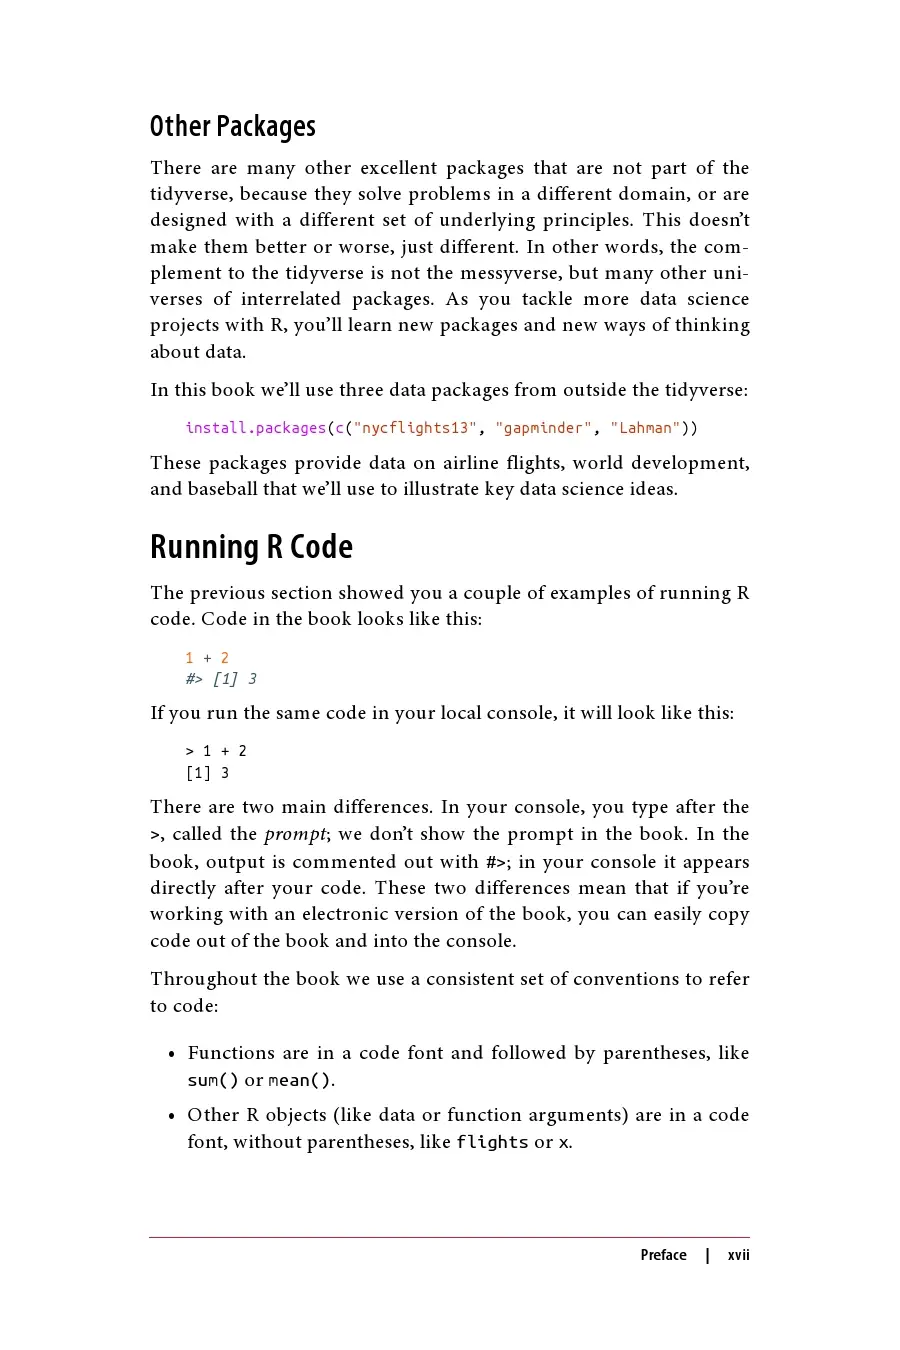 Other Packages
There are many other excellent packages that are not part of the
tidyverse, because they solve problems in a different domain, or are
designed with a different set of underlying principles. This doesn’t
make them better or worse, just different. In other words, the com-
plement to the tidyverse is not the messyverse, but many other uni-
verses of interrelated packages. As you tackle more data science
projects with R, you’ll learn new packages and new ways of thinking
about data.
In this book we’ll use three data packages from outside the tidyverse:
install.packages(c("nycflights13", "gapminder", "Lahman"))
These packages provide data on airline flights, world development,
and baseball that we’ll use to illustrate key data science ideas.
Running R Code
The previous section showed you a couple of examples of running R
code. Code in the book looks like this:
1 + 2
#> [1] 3
If you run the same code in your local console, it will look like this:
> 1 + 2
[1] 3
There are two main differences. In your console, you type after the
>, called the prompt; we don’t show the prompt in the book. In the
book, output is commented out with #>; in your console it appears
directly after your code. These two differences mean that if you’re
working with an electronic version of the book, you can easily copy
code out of the book and into the console.
Throughout the book we use a consistent set of conventions to refer
to code:
• Functions are in a code font and followed by parentheses, like
sum() or mean().
• Other R objects (like data or function arguments) are in a code
font, without parentheses, like flights or x.
Preface | xvii